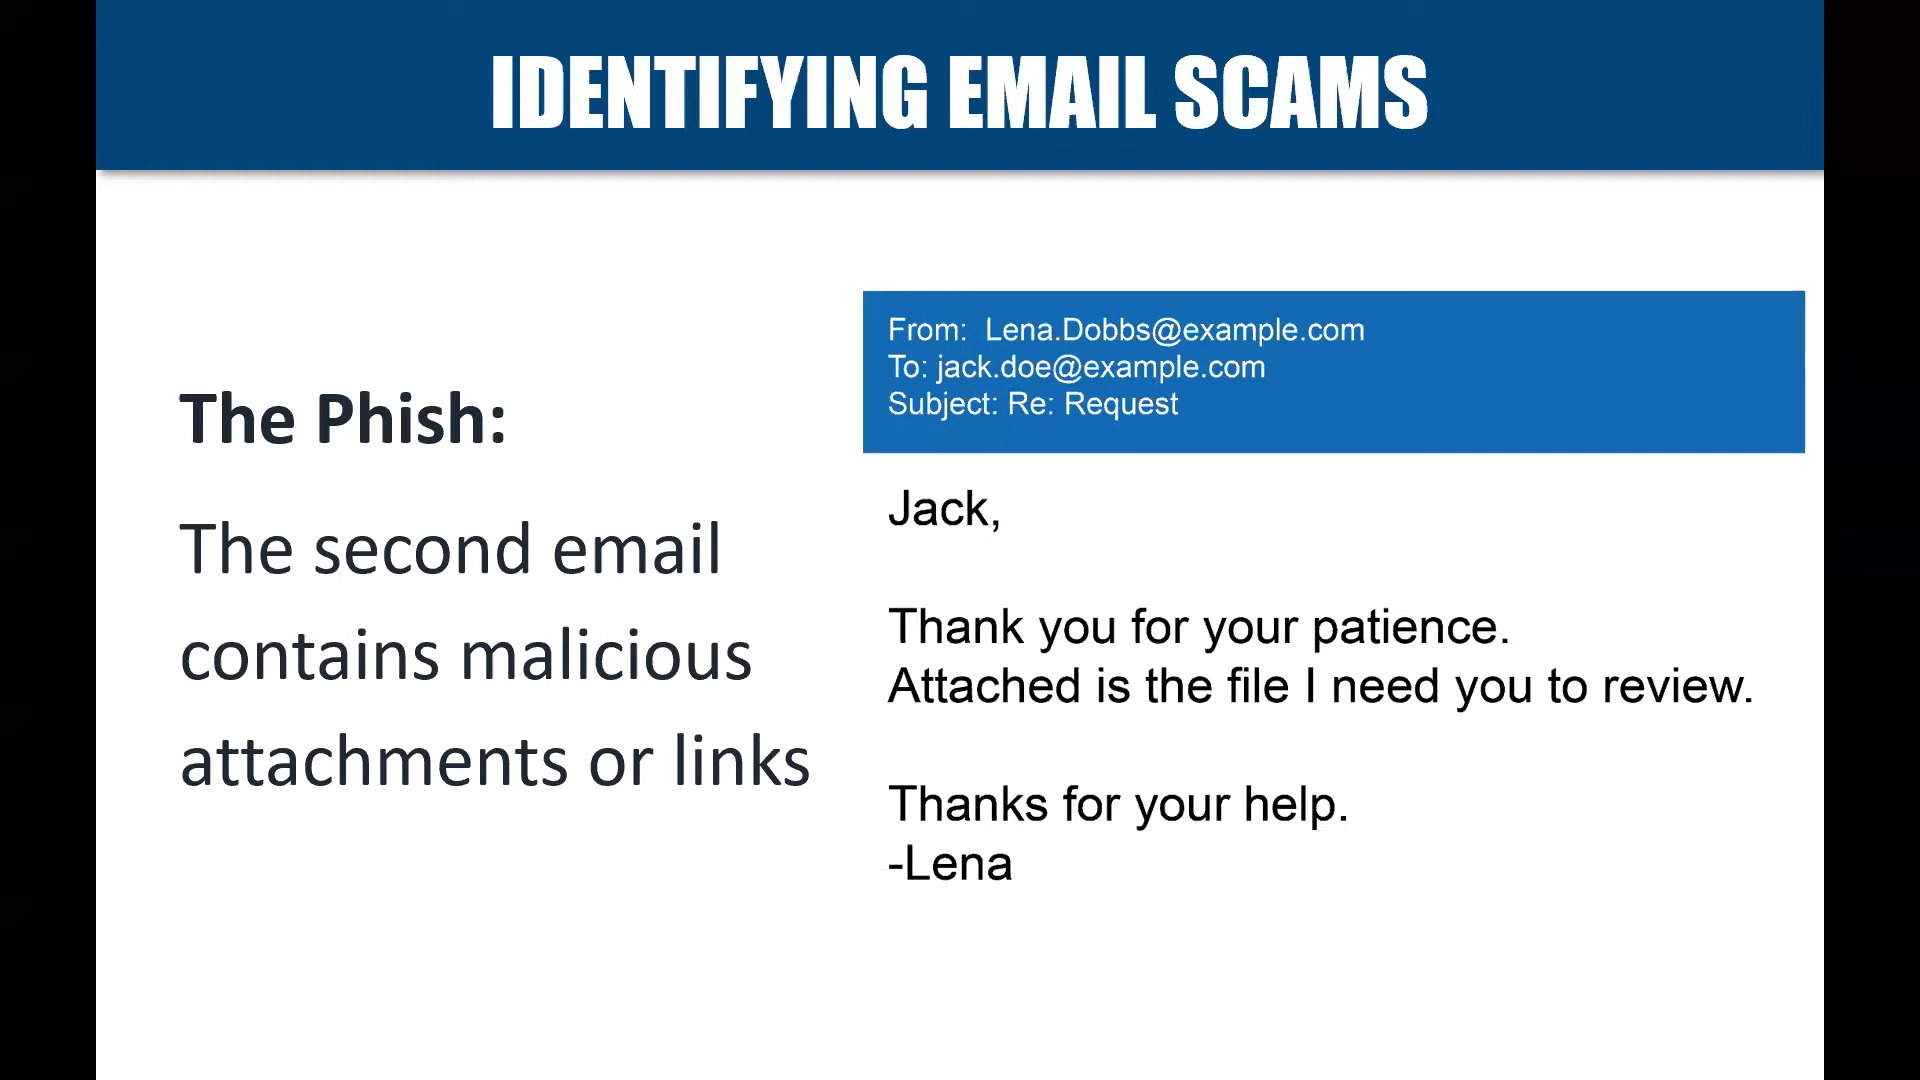 IDENTIFYING EMAIL SCAMS
The Phish:
The second email
contains malicious
attachments or links
From:  Lena.Dobbs@example.com
To: jack.doe@example.com
Subject: Re: Request
Jack,
Thank you for your patience.
Attached is the file I need you to review.
Thanks for your help.
-Lena